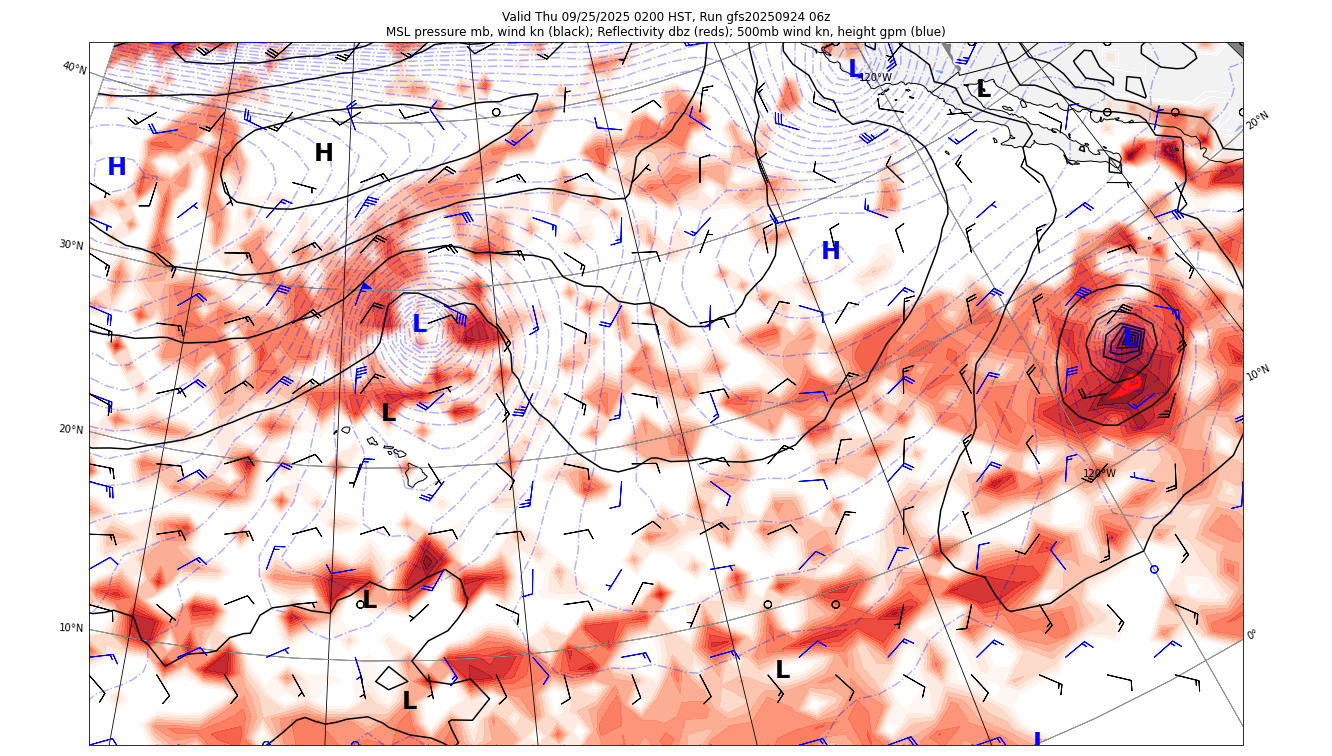 Valid Thu 09/25/2025 0200 HST, Run gfs20250924 06z
MSL pressure mb, wind kn (black); Reflectivity dbz (reds); 500mb wind kn, height gpm (blue)
40°N
L
120°W
L
20°N
H
H
30°N
H
L
L
10°N
L
20°N
120°W
L
10°N
0°
L
L
L